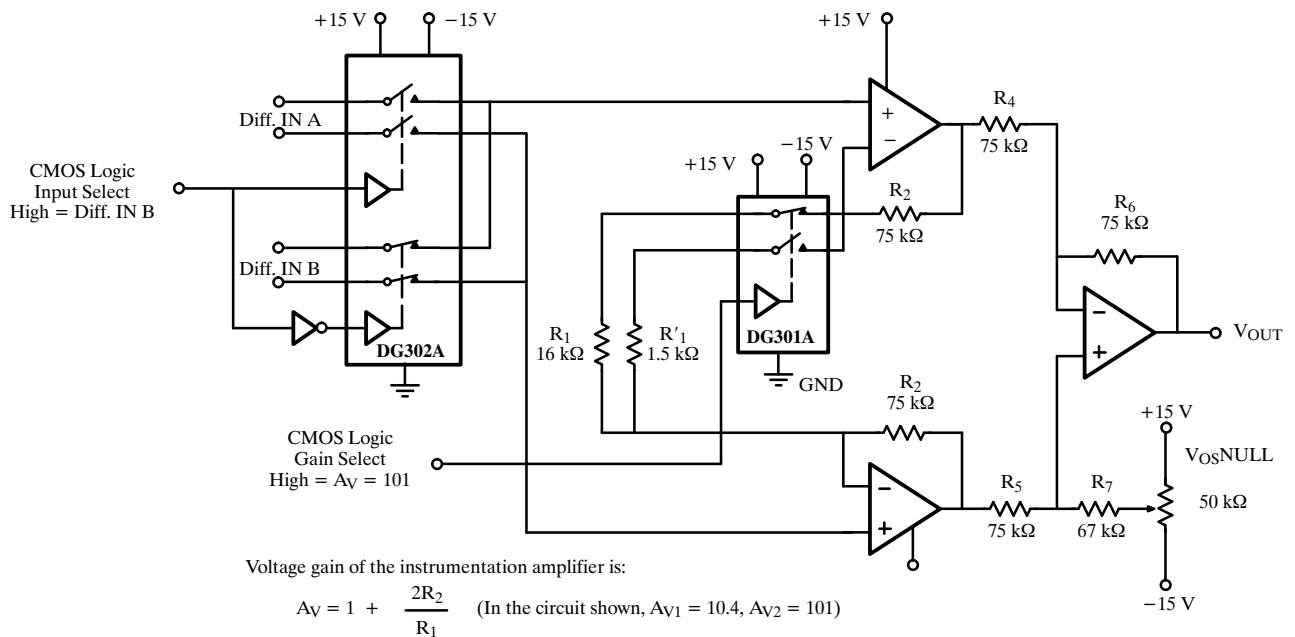 +15 V
−15 V
+15 V
Diff. IN A
CMOS Logic
Input Select
High = Diff. IN B
Diff. IN B
DG302A
+
−
R4
75 kΩ
+15 V
−15 V
R2
75 kΩ
R6
75 kΩ
R1
16 kΩ
R′1
1.5 kΩ
DG301A
GND
−
+
VOUT
R2
75 kΩ
CMOS Logic
Gain Select
High = AV = 101
−
+
R5
75 kΩ
R7
67 kΩ
+15 V
VOSNULL
50 kΩ
−15 V
Voltage gain of the instrumentation amplifier is:
AV = 1 + 2R2 / R1 (In the circuit shown, AV1 = 10.4, AV2 = 101)